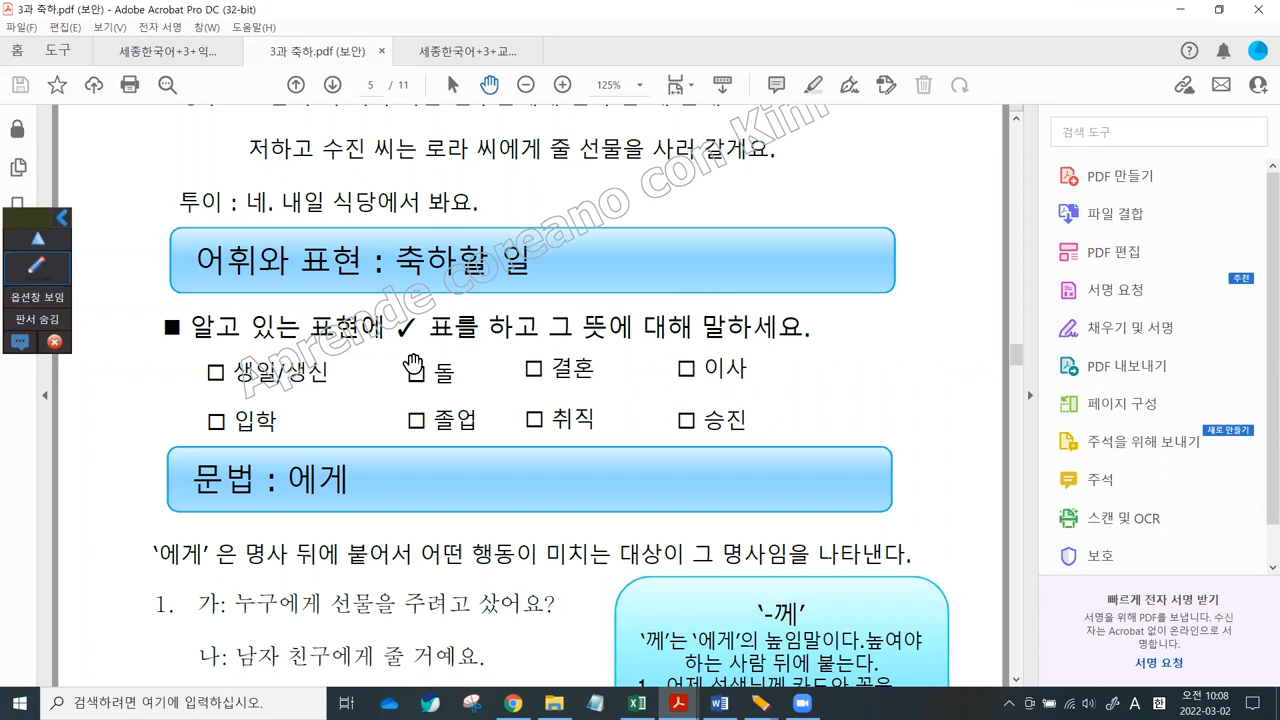 3과 축하.pdf (보안) - Adobe Acrobat Pro DC (32-bit)
파일(F) 편집(E) 보기(V) 전자 서명 창(W) 도움말(H)
홈 도구 세종한국어+3+익... 3과 축하.pdf (보안) × 세종한국어+3+교...
5 / 11 125%
저하고 수진 씨는 로라 씨에게 줄 선물을 사러 갈게요.
투이 : 네. 내일 식당에서 봐요.
어휘와 표현 : 축하할 일
■ 알고 있는 표현에 ✓ 표를 하고 그 뜻에 대해 말하세요.
□ 생일/생신 □ 돌 □ 결혼 □ 이사
□ 입학 □ 졸업 □ 취직 □ 승진
문법 : 에게
‘에게’ 은 명사 뒤에 붙어서 어떤 행동이 미치는 대상이 그 명사임을 나타낸다.
1. 가: 누구에게 선물을 주려고 샀어요?
나: 남자 친구에게 줄 거예요.
‘-께’
‘께’는 ‘에게’의 높임말이다.높여야
하는 사람 뒤에 붙는다.
1. 어제 선생님께 카드와 꽃을
Aprende coreano con Kim
옵션창 보임
판서 숨김
검색 도구
PDF 만들기
파일 결합
PDF 편집
서명 요청
추천
채우기 및 서명
PDF 내보내기
페이지 구성
주석을 위해 보내기
새로 만들기
주석
스캔 및 OCR
보호
빠르게 전자 서명 받기
서명을 위해 PDF를 보냅니다. 수신
자는 Acrobat 없이 온라인으로 서
명합니다.
서명 요청
검색하려면 여기에 입력하십시오.
A 한
오전 10:08
2022-03-02